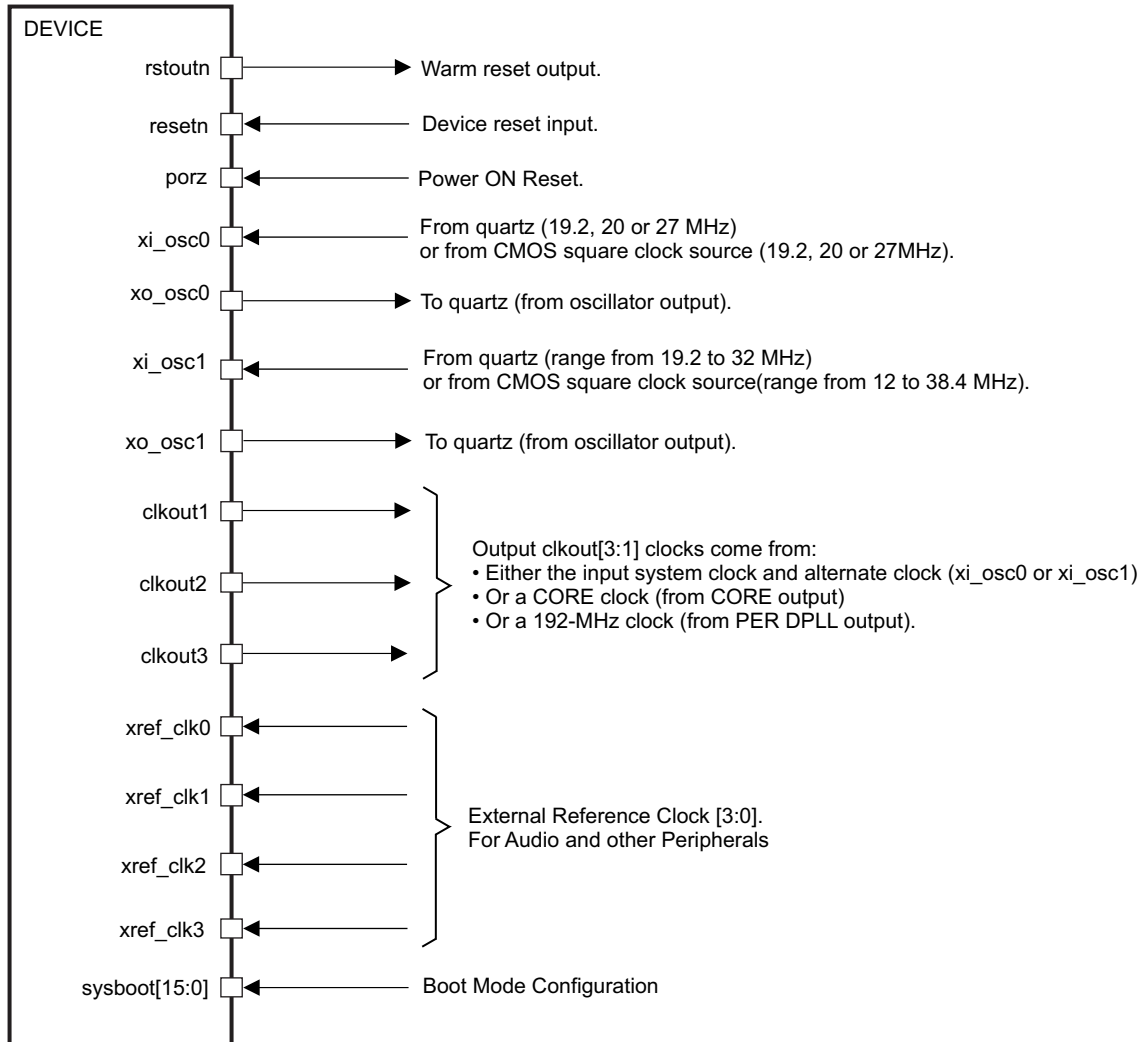 DEVICE
rstoutn
Warm reset output.
resetn
Device reset input.
porz
Power ON Reset.
xi_osc0
From quartz (19.2, 20 or 27 MHz)
or from CMOS square clock source (19.2, 20 or 27MHz).
xo_osc0
To quartz (from oscillator output).
xi_osc1
From quartz (range from 19.2 to 32 MHz)
or from CMOS square clock source(range from 12 to 38.4 MHz).
xo_osc1
To quartz (from oscillator output).
clkout1
clkout2
clkout3
Output clkout[3:1] clocks come from:
• Either the input system clock and alternate clock (xi_osc0 or xi_osc1)
• Or a CORE clock (from CORE output)
• Or a 192-MHz clock (from PER DPLL output).
xref_clk0
xref_clk1
xref_clk2
xref_clk3
External Reference Clock [3:0].
For Audio and other Peripherals
sysboot[15:0]
Boot Mode Configuration